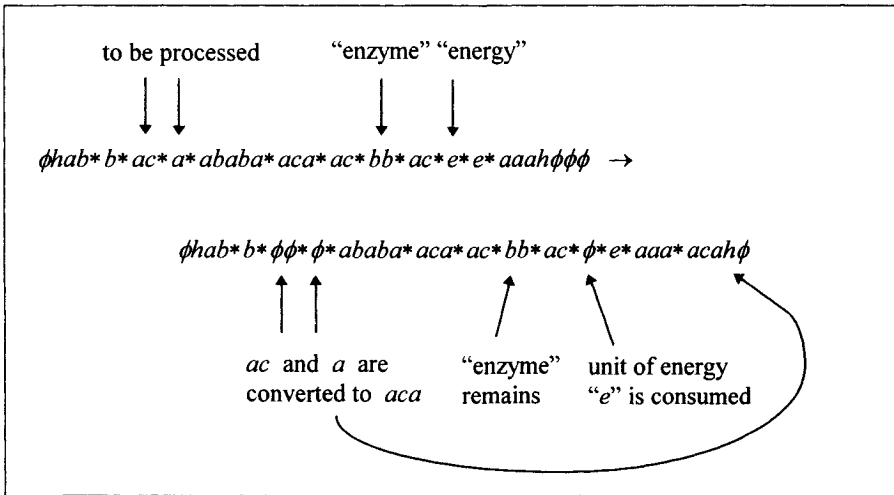 to be processed “enzyme” “energy”
ϕhab*b*ac*a*ababa*aca*ac*bb*ac*e*e*aaahϕϕϕ →
ϕhab*b*ϕϕ*ϕ*ababa*aca*ac*bb*ac*ϕ*e*aaa*acahϕ
ac and a are “enzyme” unit of energy
converted to aca remains “e” is consumed